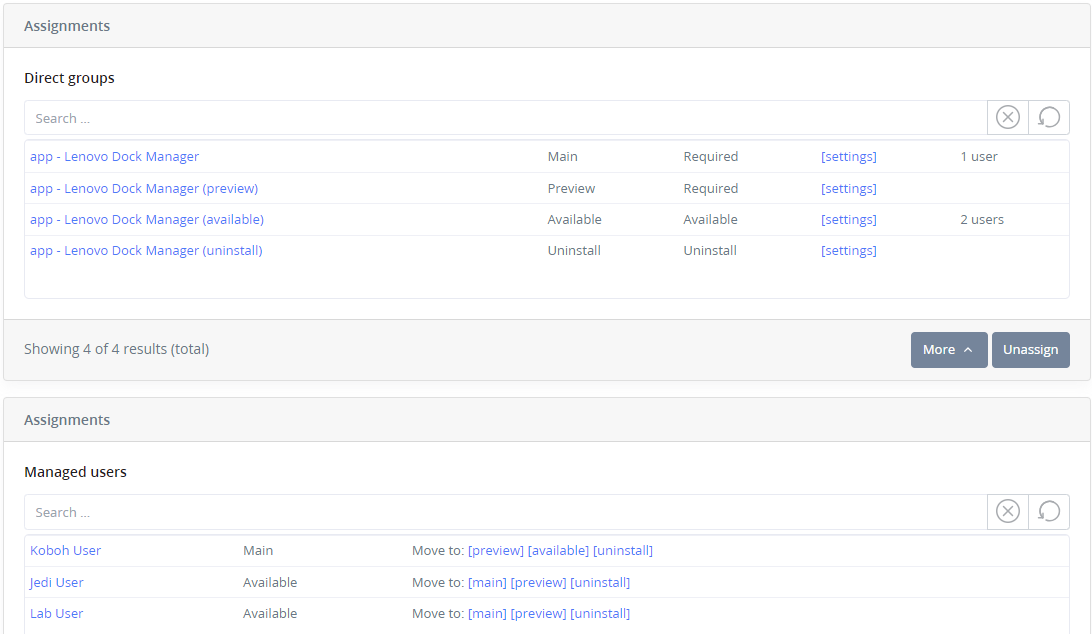 Assignments
Direct groups
Search ...
app - Lenovo Dock Manager Main Required [settings] 1 user
app - Lenovo Dock Manager (preview) Preview Required [settings]
app - Lenovo Dock Manager (available) Available Available [settings] 2 users
app - Lenovo Dock Manager (uninstall) Uninstall Uninstall [settings]
Showing 4 of 4 results (total) More Unassign
Assignments
Managed users
Search ...
Koboh User Main Move to: [preview] [available] [uninstall]
Jedi User Available Move to: [main] [preview] [uninstall]
Lab User Available Move to: [main] [preview] [uninstall]